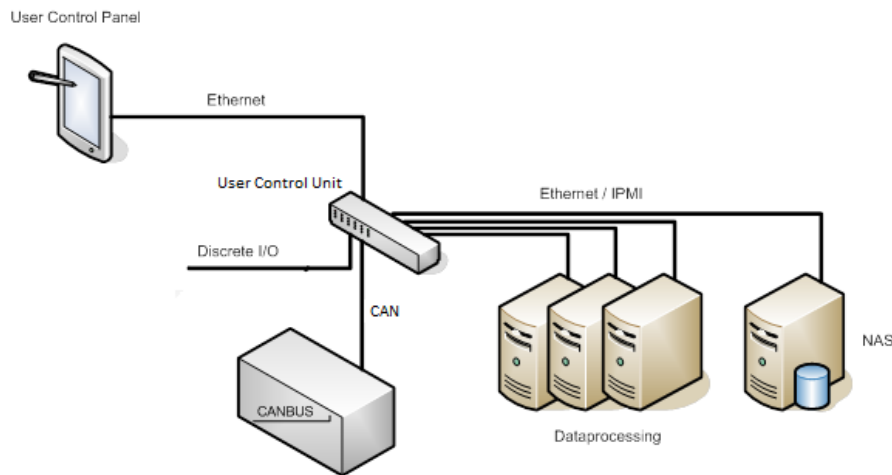 User Control Panel
Ethernet
User Control Unit
Ethernet / IPMI
Discrete I/O
CAN
NAS
CANBUS
Dataprocessing